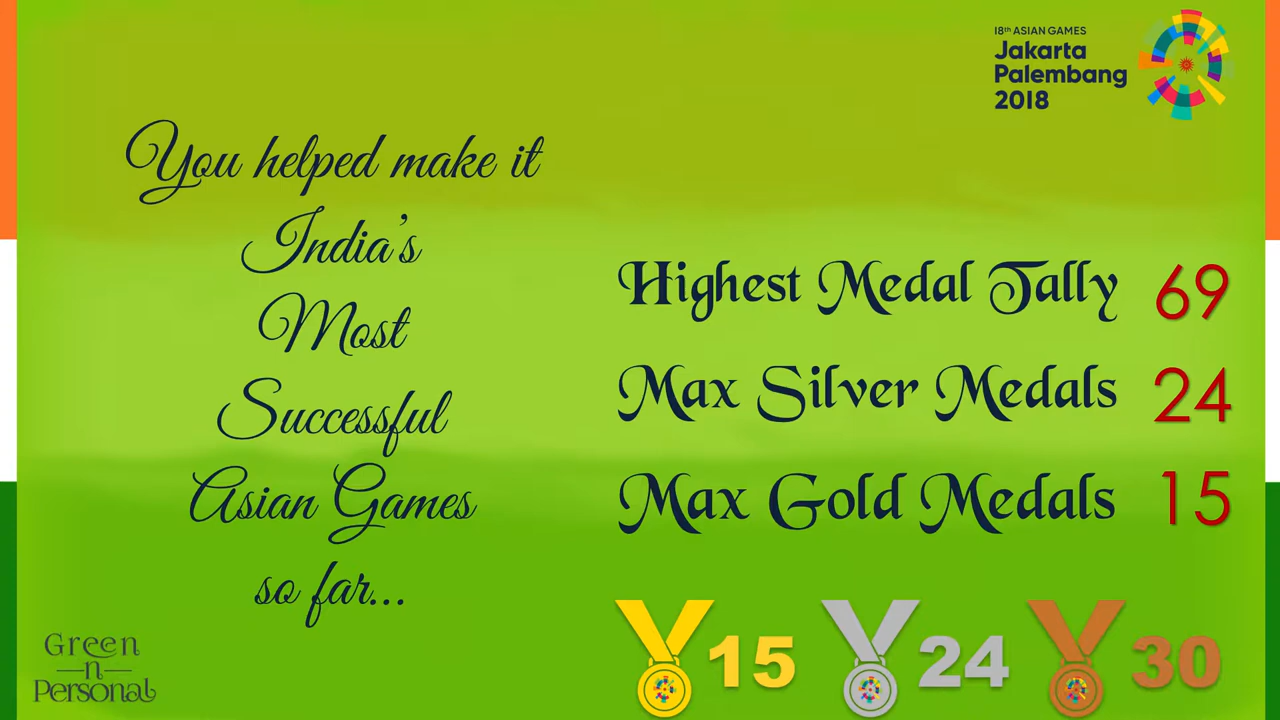 18th ASIAN GAMES
Jakarta
Palembang
2018
You helped make it
India's
Most
Successful
Asian Games
so far...
Highest Medal Tally 69
Max Silver Medals 24
Max Gold Medals 15
15 24 30
Green
n
Personal